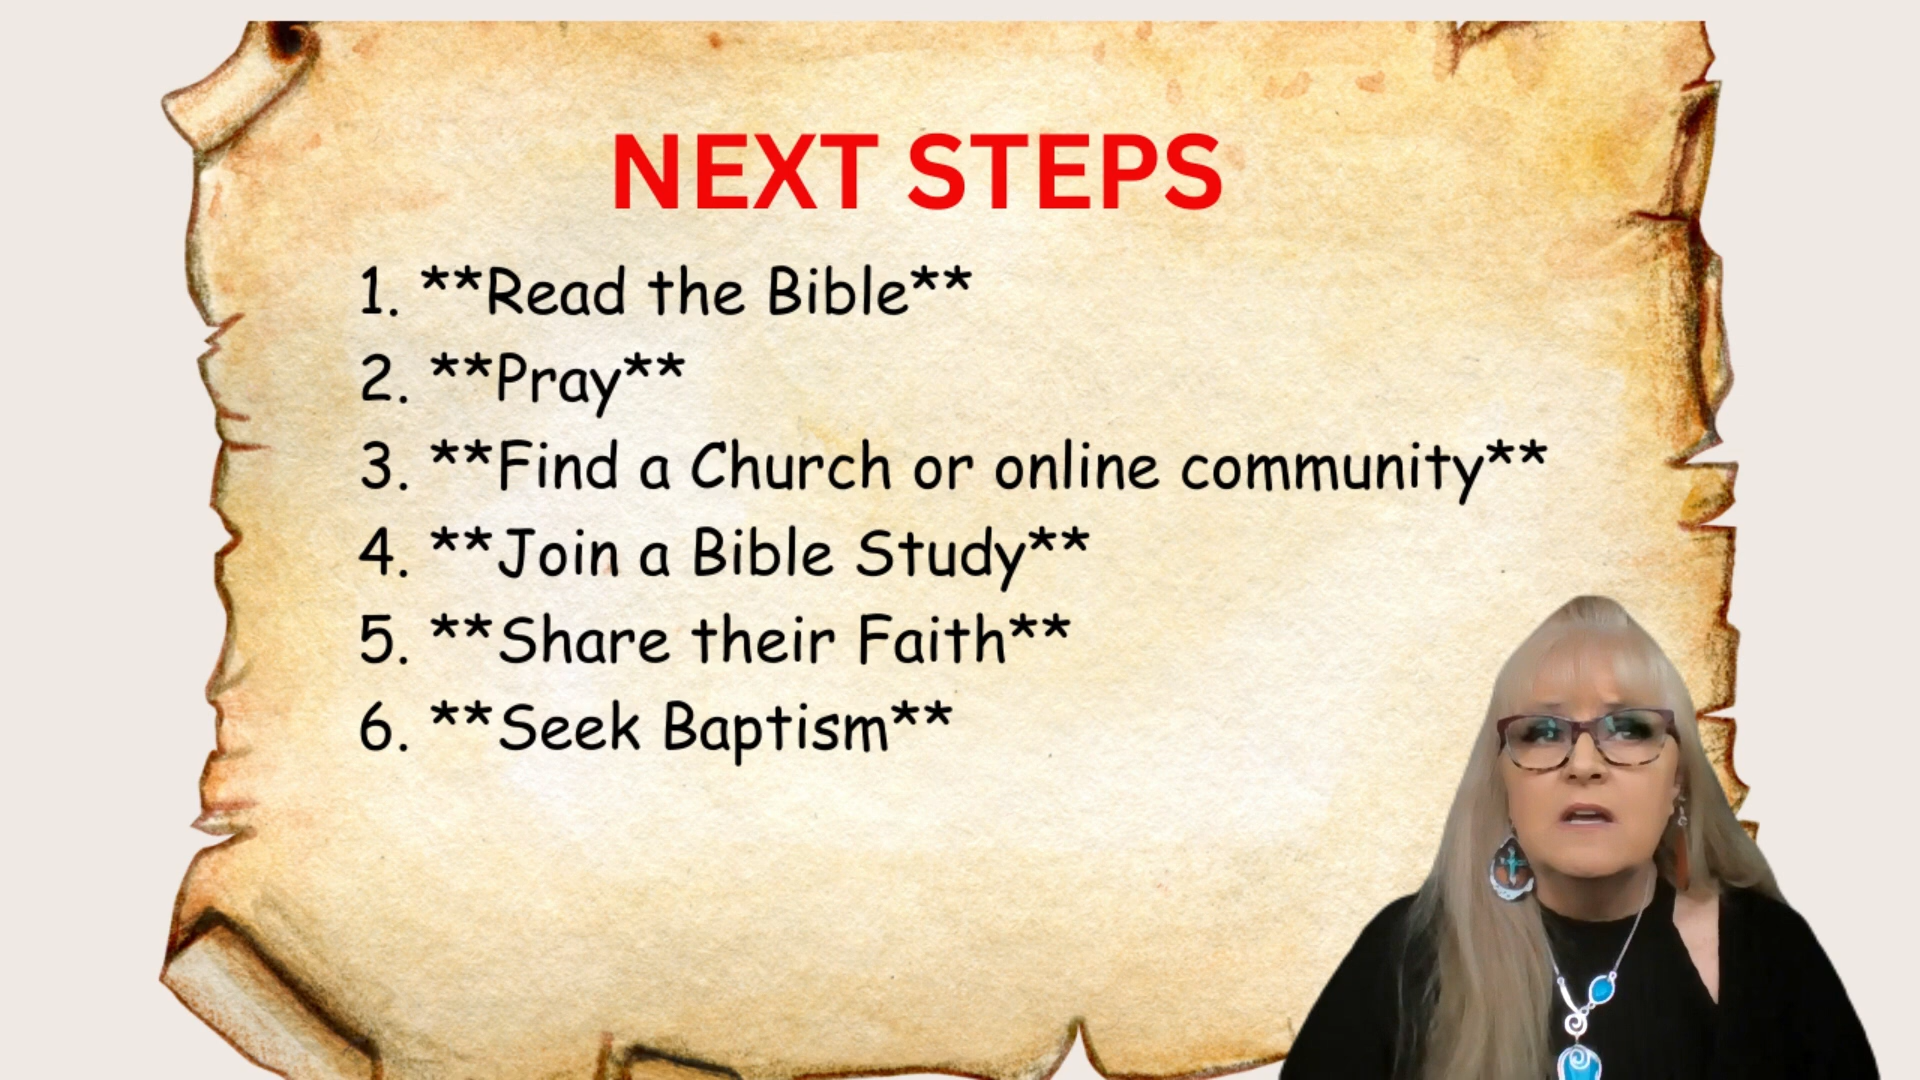 NEXT STEPS
1. **Read the Bible**
2. **Pray**
3. **Find a Church or online community**
4. **Join a Bible Study**
5. **Share their Faith**
6. **Seek Baptism**